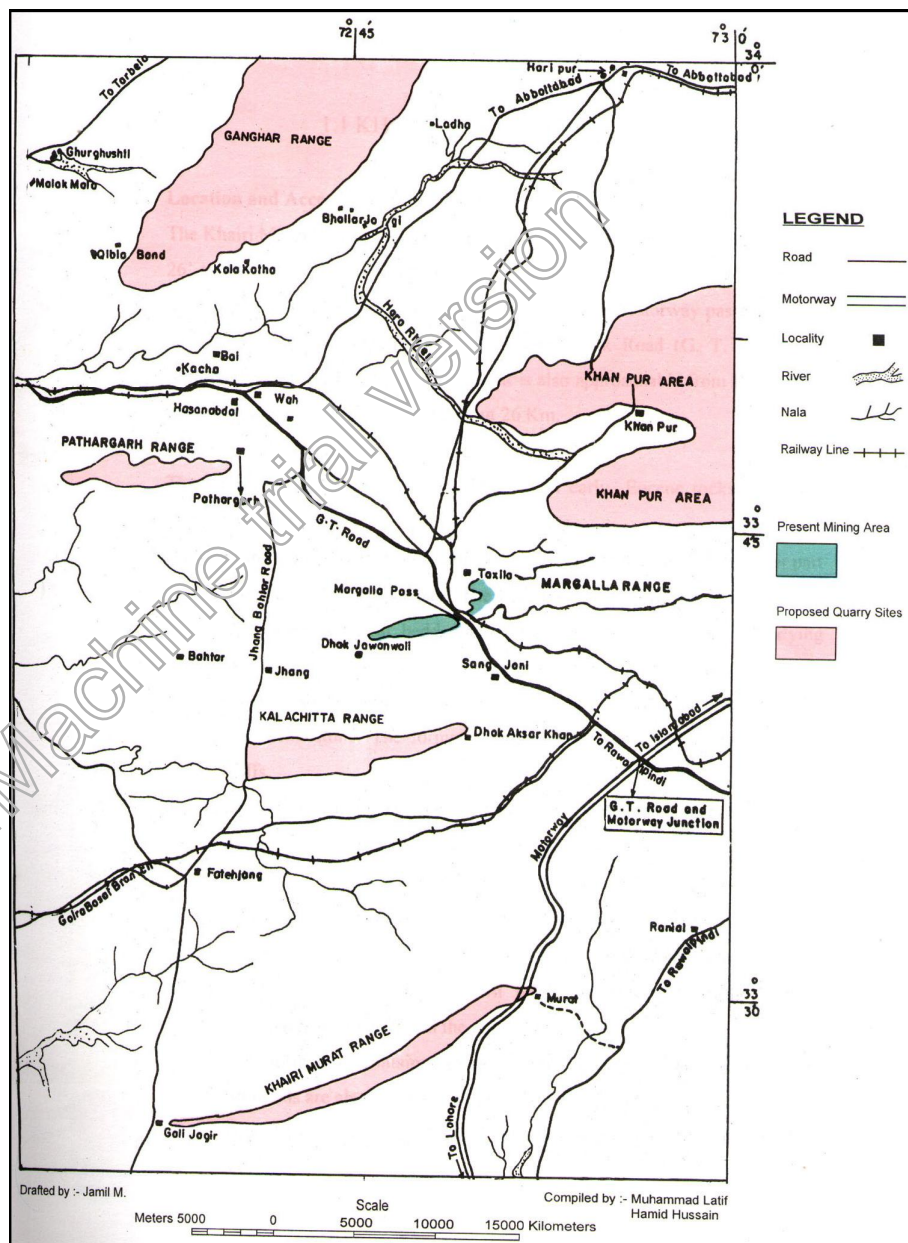 72° 45'
73° 0'
34° 0'
Hari pur
To Abbottabad
To Abbottabad
To Tarbela
Ladha
GANGHAR RANGE
Ghurghushti
Malak Mala
LEGEND
Bhallar Jogi
Qibla Band
Kala Katha
Road
Motorway
Haro River
Locality
Bai
Kacha
River
KHAN PUR AREA
Wah
Hasanabdal
Khan Pur
Nala
PATHARGARH RANGE
Railway Line
Pathargarh
KHAN PUR AREA
G.T. Road
33° 45'
Present Mining Area
Jhang Bahtar Road
Taxila
MARGALLA RANGE
Margalla Pass
Proposed Quarry Sites
Dhok Jawanwali
Bahtar
Jhang
Sang Jani
KALACHITTA RANGE
To Islamabad
Dhok Aksar Khan
To Rawalpindi
G.T. Road and
Motorway Junction
Motorway
Fatehjang
Golra Basal Branch
Ranial
To Rawalpindi
33° 30'
Murat
KHAIRI MURAT RANGE
Gali Jagir
To Lahore
Drafted by :- Jamil M.
Compiled by :- Muhammad Latif
Hamid Hussain
Scale
Meters 5000 0 5000 10000 15000 Kilometers
Machine trial version